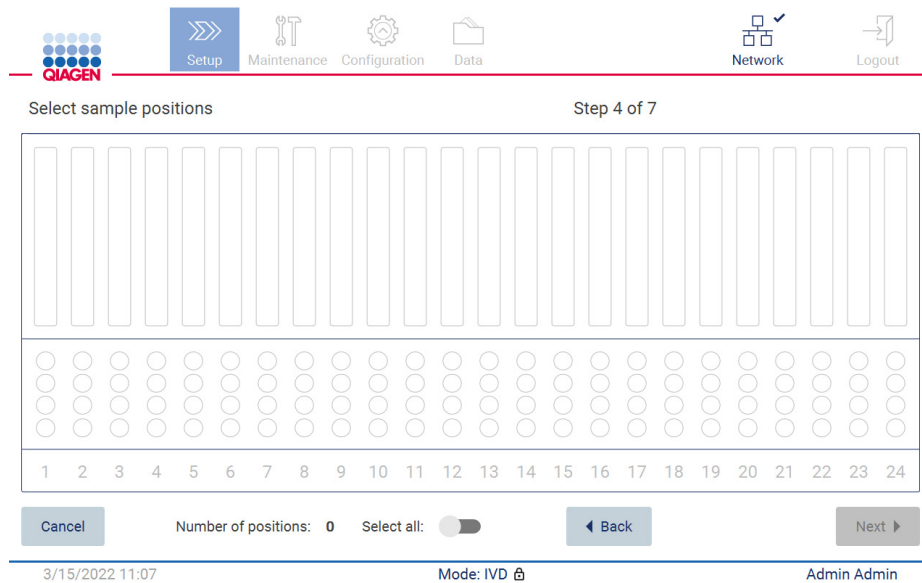 QIAGEN
Setup Maintenance Configuration Data Network Logout
Select sample positions Step 4 of 7
1 2 3 4 5 6 7 8 9 10 11 12 13 14 15 16 17 18 19 20 21 22 23 24
Cancel Number of positions: 0 Select all: Back Next
3/15/2022 11:07 Mode: IVD Admin Admin